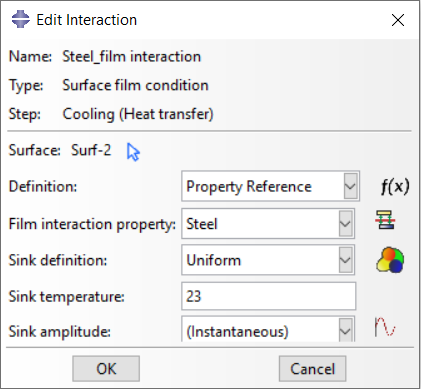 Edit Interaction
Name: Steel_film interaction
Type: Surface film condition
Step: Cooling (Heat transfer)
Surface: Surf-2
Definition: Property Reference f(x)
Film interaction property: Steel
Sink definition: Uniform
Sink temperature: 23
Sink amplitude: (Instantaneous)
OK Cancel